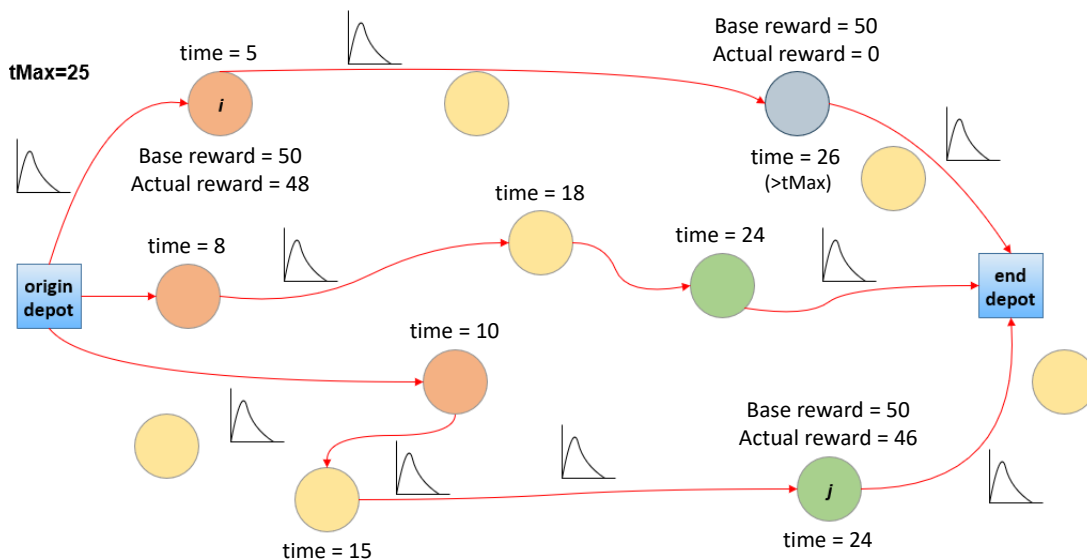 tMax=25
time = 5
Base reward = 50
Actual reward = 0
i
Base reward = 50
Actual reward = 48
time = 26
(>tMax)
time = 18
time = 8
time = 24
origin
depot
end
depot
time = 10
Base reward = 50
Actual reward = 46
j
time = 15
time = 24